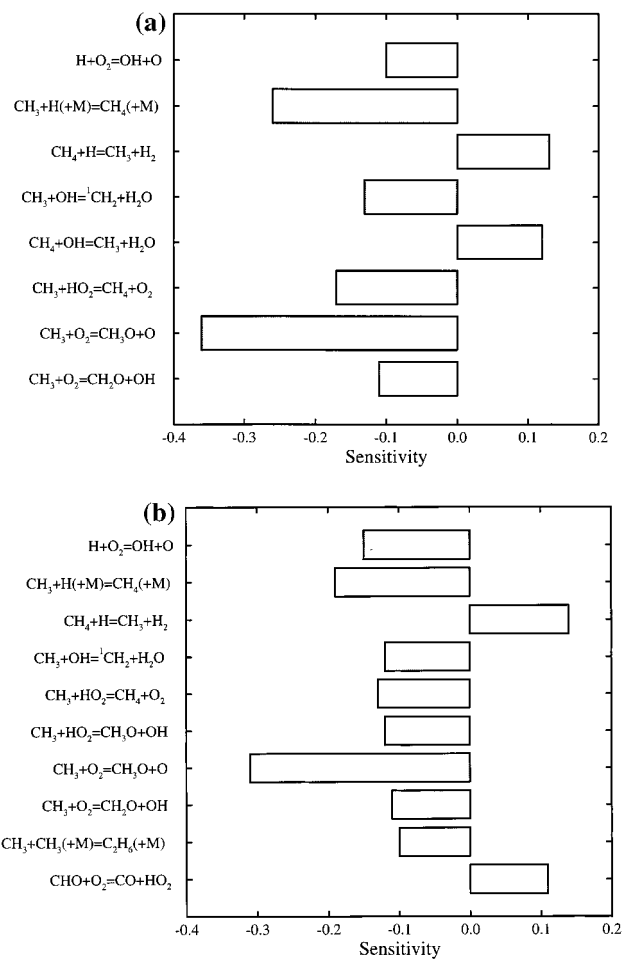 (a)
H+O₂=OH+O
CH₃+H(+M)=CH₄(+M)
CH₄+H=CH₃+H₂
CH₃+OH=¹CH₂+H₂O
CH₄+OH=CH₃+H₂O
CH₃+HO₂=CH₄+O₂
CH₃+O₂=CH₃O+O
CH₃+O₂=CH₂O+OH
-0.4 -0.3 -0.2 -0.1 0.0 0.1 0.2
Sensitivity
(b)
H+O₂=OH+O
CH₃+H(+M)=CH₄(+M)
CH₄+H=CH₃+H₂
CH₃+OH=¹CH₂+H₂O
CH₃+HO₂=CH₄+O₂
CH₃+HO₂=CH₃O+OH
CH₃+O₂=CH₃O+O
CH₃+O₂=CH₂O+OH
CH₃+CH₃(+M)=C₂H₆(+M)
CHO+O₂=CO+HO₂
-0.4 -0.3 -0.2 -0.1 0.0 0.1 0.2
Sensitivity